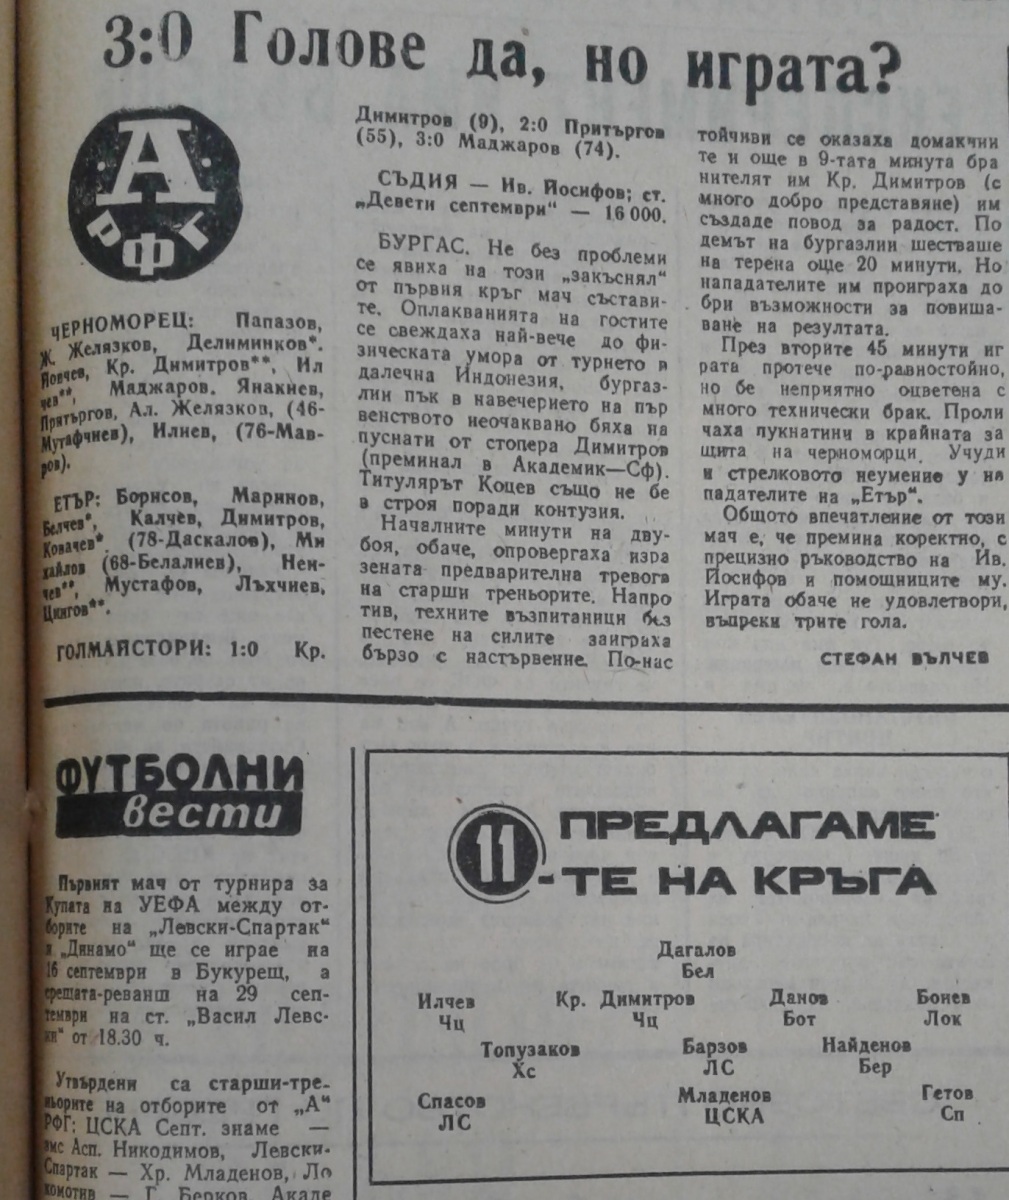 3:0 Голове да, но играта?
А
РФГ
ЧЕРНОМОРЕЦ: Папазов,
Ж. Желязков, Делиминков*.
Йовчев, Кр. Димитров**, Ил
чев**, Маджаров. Янакиев,
Притъргов, Ал. Желязков, (46-
Мутафчиев), Илиев, (76-Мав-
ров).
ЕТЪР: Борисов, Маринов,
Белчев*, Калчев, Димитров,
Ковачев*. (78-Даскалов), Ми
хайлов (68-Белалиев), Нен-
чев**, Мустафов, Лъхчиев,
Цингов**.
ГОЛМАЙСТОРИ: 1:0 Кр.
Димитров (9), 2:0 Притъргов
(55), 3:0 Маджаров (74).
СЪДИЯ — Ив. Йосифов; ст.
„Девети септември“ — 16 000.
БУРГАС. Не без проблеми
се явиха на този „закъснял“
от първия кръг мач състави-
те. Оплакванията на гостите
се свеждаха най-вече до фи-
зическата умора от турнето в
далечна Индонезия, бургаз-
лии пък в навечерието на пър
венството неочаквано бяха на
пуснати от стопера Димитров
(преминал в Академик—Сф).
Титулярът Коцев също не бе
в строя поради контузия.
Началните минути на дву-
боя, обаче, опровергаха изра
зената предварителна тревога
на старши треньорите. Напро
тив, техните възпитаници без
пестене на силите заиграха
бързо с настървение. По-нас
тойчиви се оказаха домакини
те и още в 9-тата минута бра
нителят им Кр. Димитров (с
много добро представяне) им
създаде повод за радост. По
демът на бургазлии шестваше
на терена още 20 минути. Но
нападателите им проиграха до
бри възможности за повиша-
ване на резултата.
През вторите 45 минути иг
рата протече по-равностойно,
но бе неприятно оцветена с
много технически брак. Проли
чаха пукнатини в крайната за
щита на черноморци. Учуди
и стрелковото неумение у на
падателите на „Етър“.
Общото впечатление от този
мач е, че премина коректно, с
прецизно ръководство на Ив.
Йосифов и помощниците му.
Играта обаче не удовлетвори,
въпреки трите гола.
СТЕФАН ВЪЛЧЕВ
ФУТБОЛНИ
вести
Първият мач от турнира за
Купата на УЕФА между от-
борите на „Левски-Спартак“
и „Динамо“ ще се играе на
16 септември в Букурещ, а
срещата-реванш на 29 сеп-
тември на ст. „Васил Левс-
ки“ от 18.30 ч.
Утвърдени са старши-тре-
ньорите на отборите от „А“
РФГ: ЦСКА Септ. знаме —
змс Асп. Никодимов, Левски-
Спартак — Хр. Младенов, Ло
комотив — Г. Берков, Акаде
ПРЕДЛАГАМЕ
11-ТЕ НА КРЪГА
Дагалов
Бел
Илчев Кр. Димитров Данов Бонев
Чц Чц Бот Лок
Топузаков Барзов Найденов
Хс ЛС Бер
Спасов Младенов Гетов
ЛС ЦСКА Сп